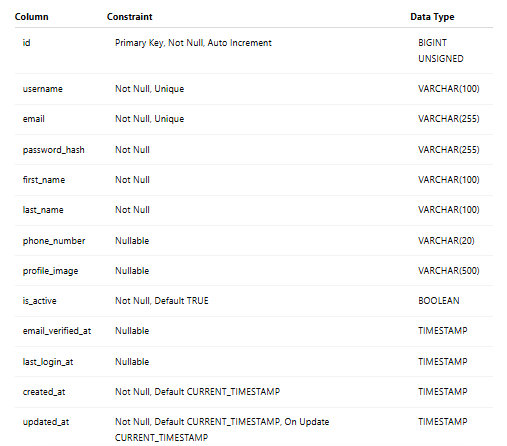 Column Constraint Data Type
id Primary Key, Not Null, Auto Increment BIGINT
UNSIGNED
username Not Null, Unique VARCHAR(100)
email Not Null, Unique VARCHAR(255)
password_hash Not Null VARCHAR(255)
first_name Not Null VARCHAR(100)
last_name Not Null VARCHAR(100)
phone_number Nullable VARCHAR(20)
profile_image Nullable VARCHAR(500)
is_active Not Null, Default TRUE BOOLEAN
email_verified_at Nullable TIMESTAMP
last_login_at Nullable TIMESTAMP
created_at Not Null, Default CURRENT_TIMESTAMP TIMESTAMP
updated_at Not Null, Default CURRENT_TIMESTAMP, On Update TIMESTAMP
CURRENT_TIMESTAMP